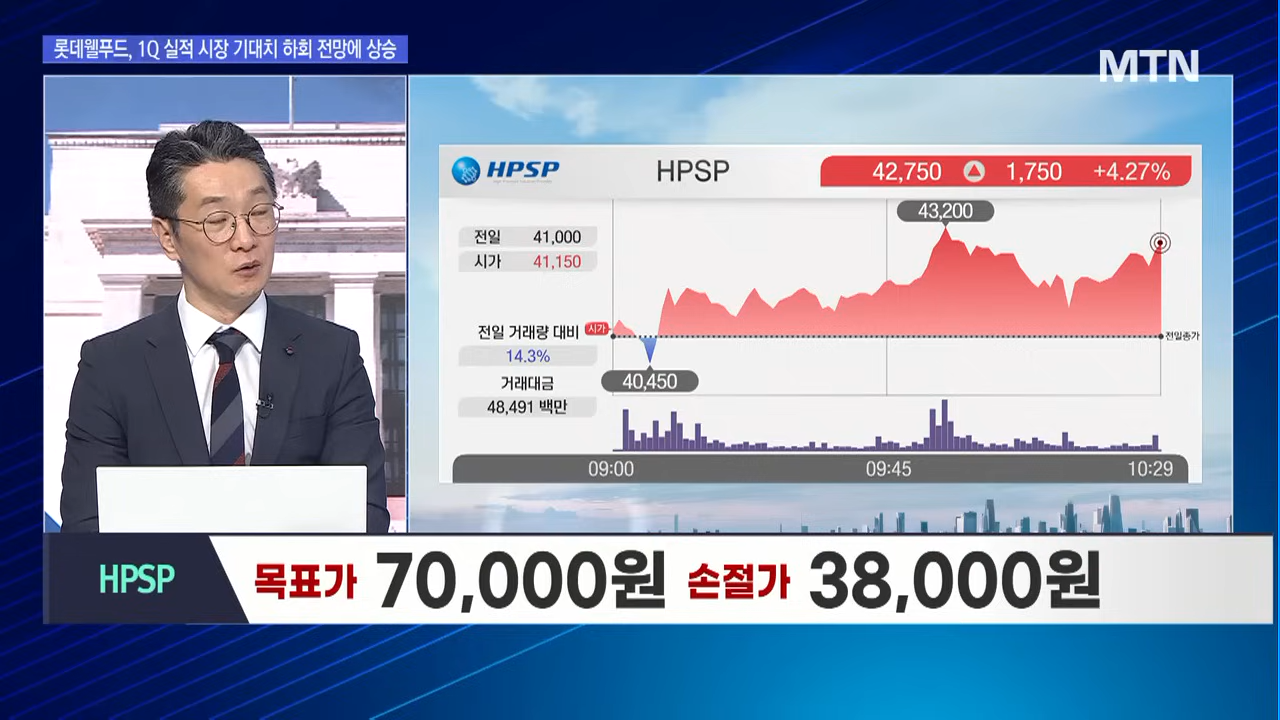 롯데웰푸드, 1Q 실적 시장 기대치 하회 전망에 상승
MTN
HPSP
HPSP
42,750 ▲ 1,750 +4.27%
43,200
전일 41,000
시가 41,150
시가
전일종가
전일 거래량 대비
14.3%
40,450
거래대금
48,491 백만
09:00 09:45 10:29
HPSP 목표가 70,000원 손절가 38,000원